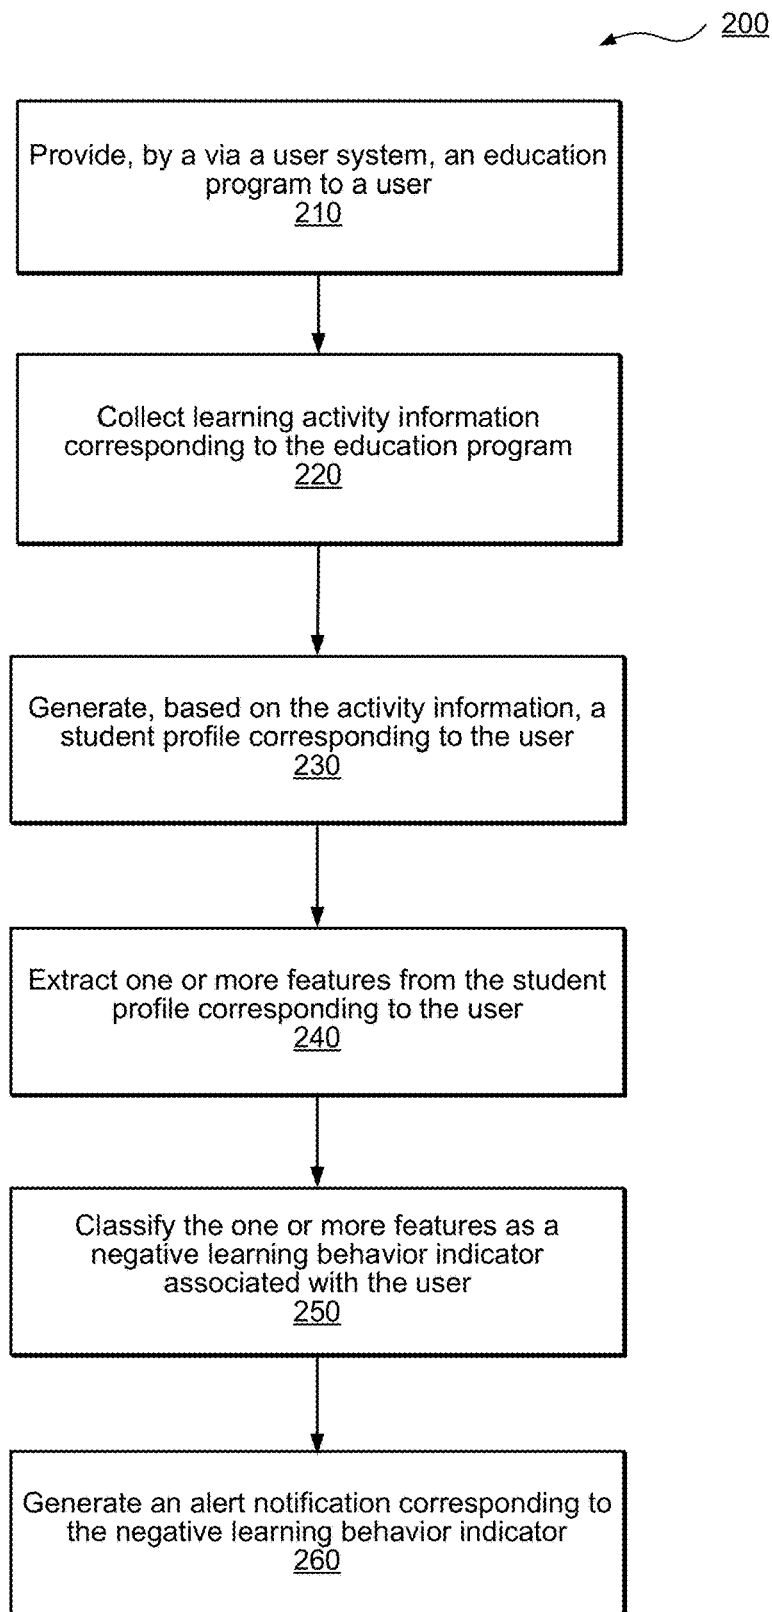 200
Provide, by a via a user system, an education
program to a user
210
Collect learning activity information
corresponding to the education program
220
Generate, based on the activity information, a
student profile corresponding to the user
230
Extract one or more features from the student
profile corresponding to the user
240
Classify the one or more features as a
negative learning behavior indicator
associated with the user
250
Generate an alert notification corresponding to
the negative learning behavior indicator
260